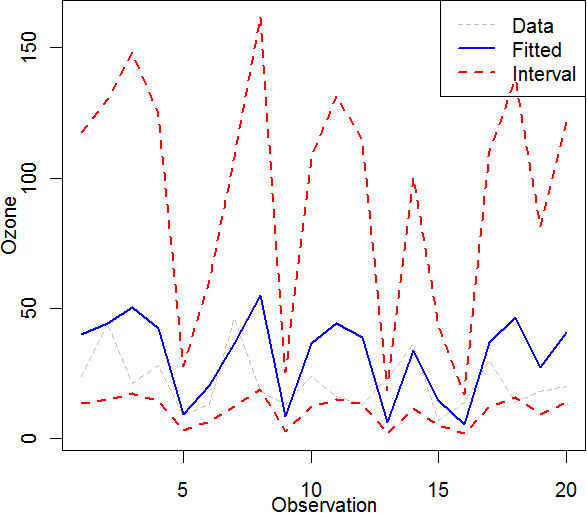 Data
Fitted
Interval
150
100
50
0
Ozone
5 10 15 20
Observation